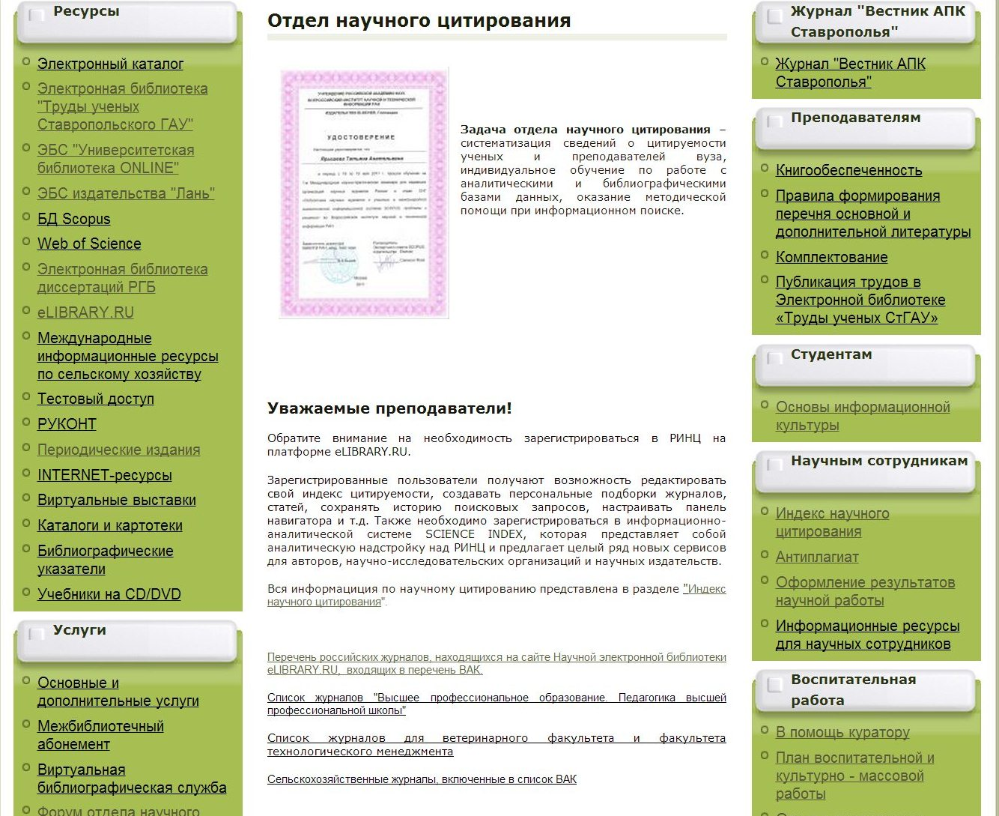 Ресурсы
Электронный каталог
Электронная библиотека
"Труды ученых
Ставропольского ГАУ"
ЭБС "Университетская
библиотека ONLINE"
ЭБС издательства "Лань"
БД Scopus
Web of Science
Электронная библиотека
диссертаций РГБ
eLIBRARY.RU
Международные
информационные ресурсы
по сельскому хозяйству
Тестовый доступ
РУКОНТ
Периодические издания
INTERNET-ресурсы
Виртуальные выставки
Каталоги и картотеки
Библиографические
указатели
Учебники на CD/DVD
Услуги
Основные и
дополнительные услуги
Межбиблиотечный
абонемент
Виртуальная
библиографическая служба
Форум отдела научного
Отдел научного цитирования
УДОСТОВЕРЕНИЕ
Задача отдела научного цитирования –
систематизация сведений о цитируемости
ученых и преподавателей вуза,
индивидуальное обучение по работе с
аналитическими и библиографическими
базами данных, оказание методической
помощи при информационном поиске.
Уважаемые преподаватели!
Обратите внимание на необходимость зарегистрироваться в РИНЦ на
платформе eLIBRARY.RU.
Зарегистрированные пользователи получают возможность редактировать
свой индекс цитируемости, создавать персональные подборки журналов,
статей, сохранять историю поисковых запросов, настраивать панель
навигатора и т.д. Также необходимо зарегистрироваться в информационно-
аналитической системе SCIENCE INDEX, которая представляет собой
аналитическую надстройку над РИНЦ и предлагает целый ряд новых сервисов
для авторов, научно-исследовательских организаций и научных издательств.
Вся информациция по научному цитированию представлена в разделе "Индекс
научного цитирования".
Перечень российских журналов, находящихся на сайте Научной электронной библиотеки
eLIBRARY.RU, входящих в перечень ВАК.
Список журналов "Высшее профессиональное образование. Педагогика высшей
профессиональной школы"
Список журналов для ветеринарного факультета и факультета
технологического менеджмента
Сельскохозяйственные журналы, включенные в список ВАК
Журнал "Вестник АПК
Ставрополья"
Журнал "Вестник АПК
Ставрополья"
Преподавателям
Книгообеспеченность
Правила формирования
перечня основной и
дополнительной литературы
Комплектование
Публикация трудов в
Электронной библиотеке
«Труды ученых СтГАУ»
Студентам
Основы информационной
культуры
Научным сотрудникам
Индекс научного
цитирования
Антиплагиат
Оформление результатов
научной работы
Информационные ресурсы
для научных сотрудников
Воспитательная
работа
В помощь куратору
План воспитательной и
культурно - массовой
работы